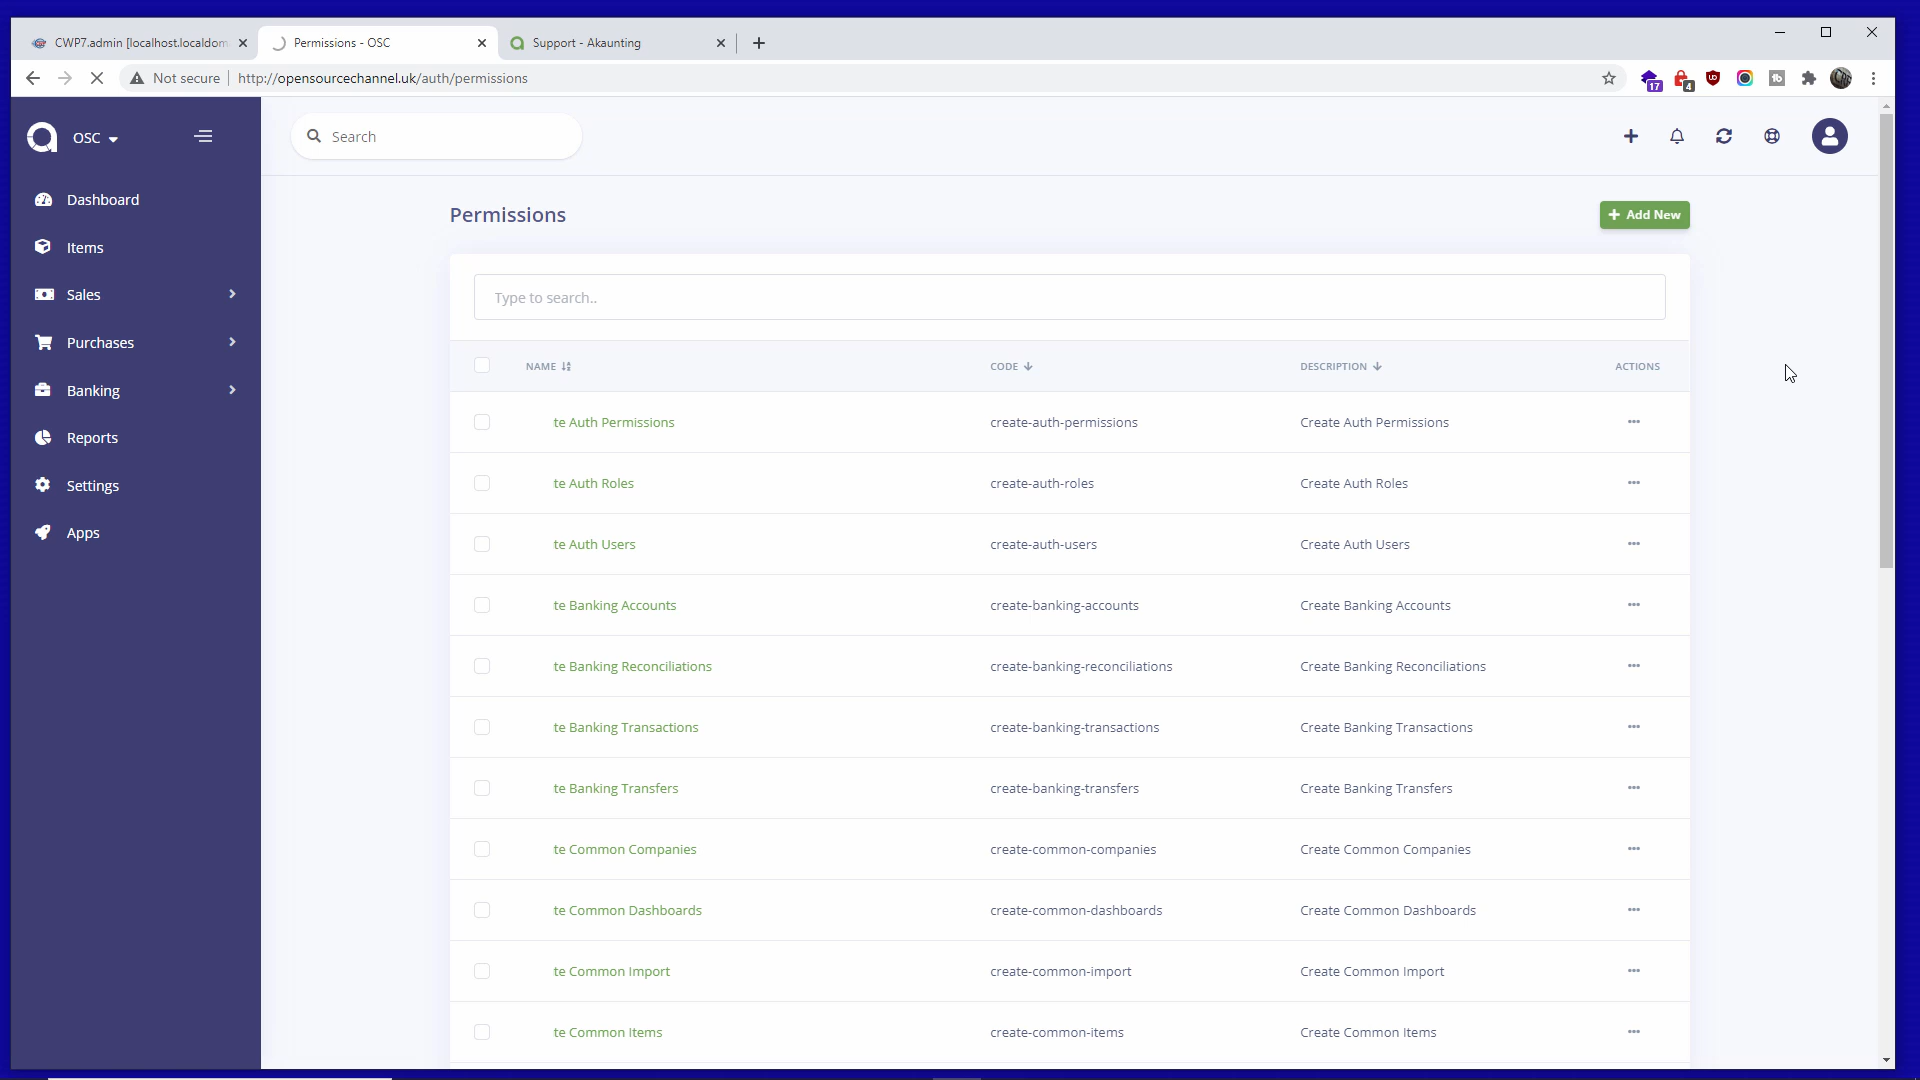 CWP7.admin [localhost.localdom
Permissions - OSC
Support - Akaunting
Not secure
http://opensourcechannel.uk/auth/permissions
17
4
OSC
Search
Dashboard
Items
Sales
Purchases
Banking
Reports
Settings
Apps
Permissions
Add New
Type to search..
NAME CODE DESCRIPTION ACTIONS
te Auth Permissions create-auth-permissions Create Auth Permissions
te Auth Roles create-auth-roles Create Auth Roles
te Auth Users create-auth-users Create Auth Users
te Banking Accounts create-banking-accounts Create Banking Accounts
te Banking Reconciliations create-banking-reconciliations Create Banking Reconciliations
te Banking Transactions create-banking-transactions Create Banking Transactions
te Banking Transfers create-banking-transfers Create Banking Transfers
te Common Companies create-common-companies Create Common Companies
te Common Dashboards create-common-dashboards Create Common Dashboards
te Common Import create-common-import Create Common Import
te Common Items create-common-items Create Common Items